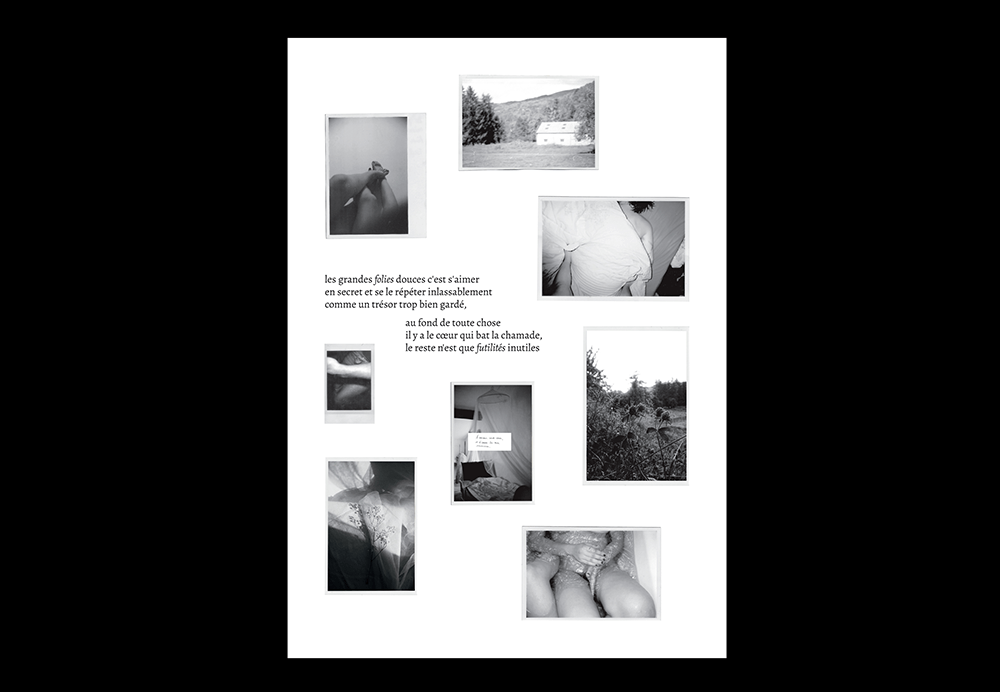 les grandes folies douces c'est s'aimer
en secret et se le répéter inlassablement
comme un trésor trop bien gardé,
au fond de toute chose
il y a le cœur qui bat la chamade,
le reste n'est que futilités inutiles